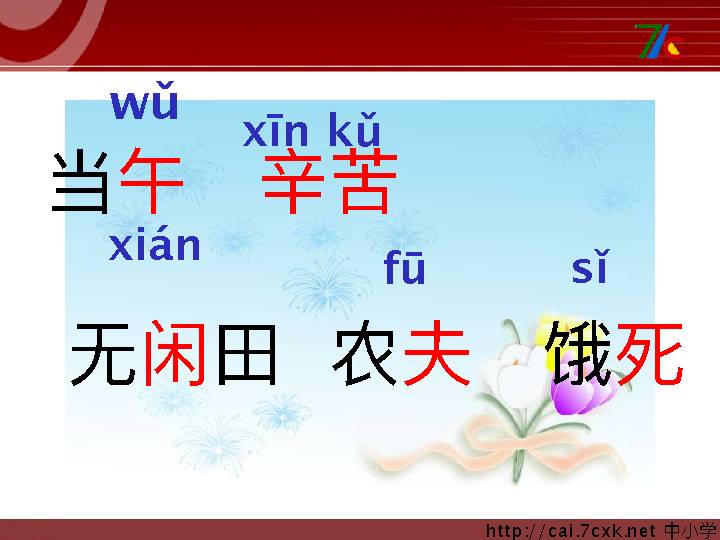 wǔ
xīn kǔ
当午 辛苦
xián
fū sǐ
无闲田 农夫 饿死
http://cai.7cxk.net 中小学
7c